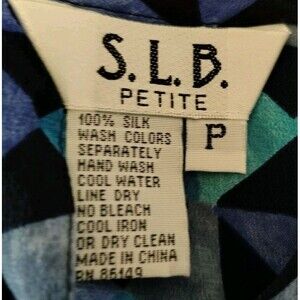 S.L.B.
PETITE
P
100% SILK
WASH COLORS
SEPARATELY
HAND WASH
COOL WATER
LINE DRY
NO BLEACH
COOL IRON
OR DRY CLEAN
MADE IN CHINA
RN 85149